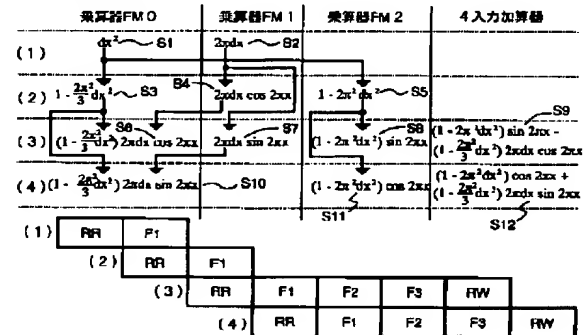 乗算器FM 0 乗算器FM 1 乗算器FM 2 4入力加算器
(1) dx² S1 2πdx S2
(2) 1 - 2π²/3 dx² S3 S4 2πdx cos 2πx 1 - 2π²dx² S5
S6 S7 S8 S9
(3) (1 - 2π²/3 dx²) 2πdx cos 2πx 2πdx sin 2πx (1 - 2π²dx²) sin 2πx (1 - 2π²dx²) sin 2πx - (1 - 2π²/3 dx²) 2πdx cos 2πx
(4) (1 - 2π²/3 dx²) 2πdx sin 2πx S10 (1 - 2π²dx²) cos 2πx (1 - 2π²dx²) cos 2πx + (1 - 2π²/3 dx²) 2πdx sin 2πx
S11 S12
(1) RR F1
(2) RR F1
(3) RR F1 F2 F3 RW
(4) RR F1 F2 F3 RW